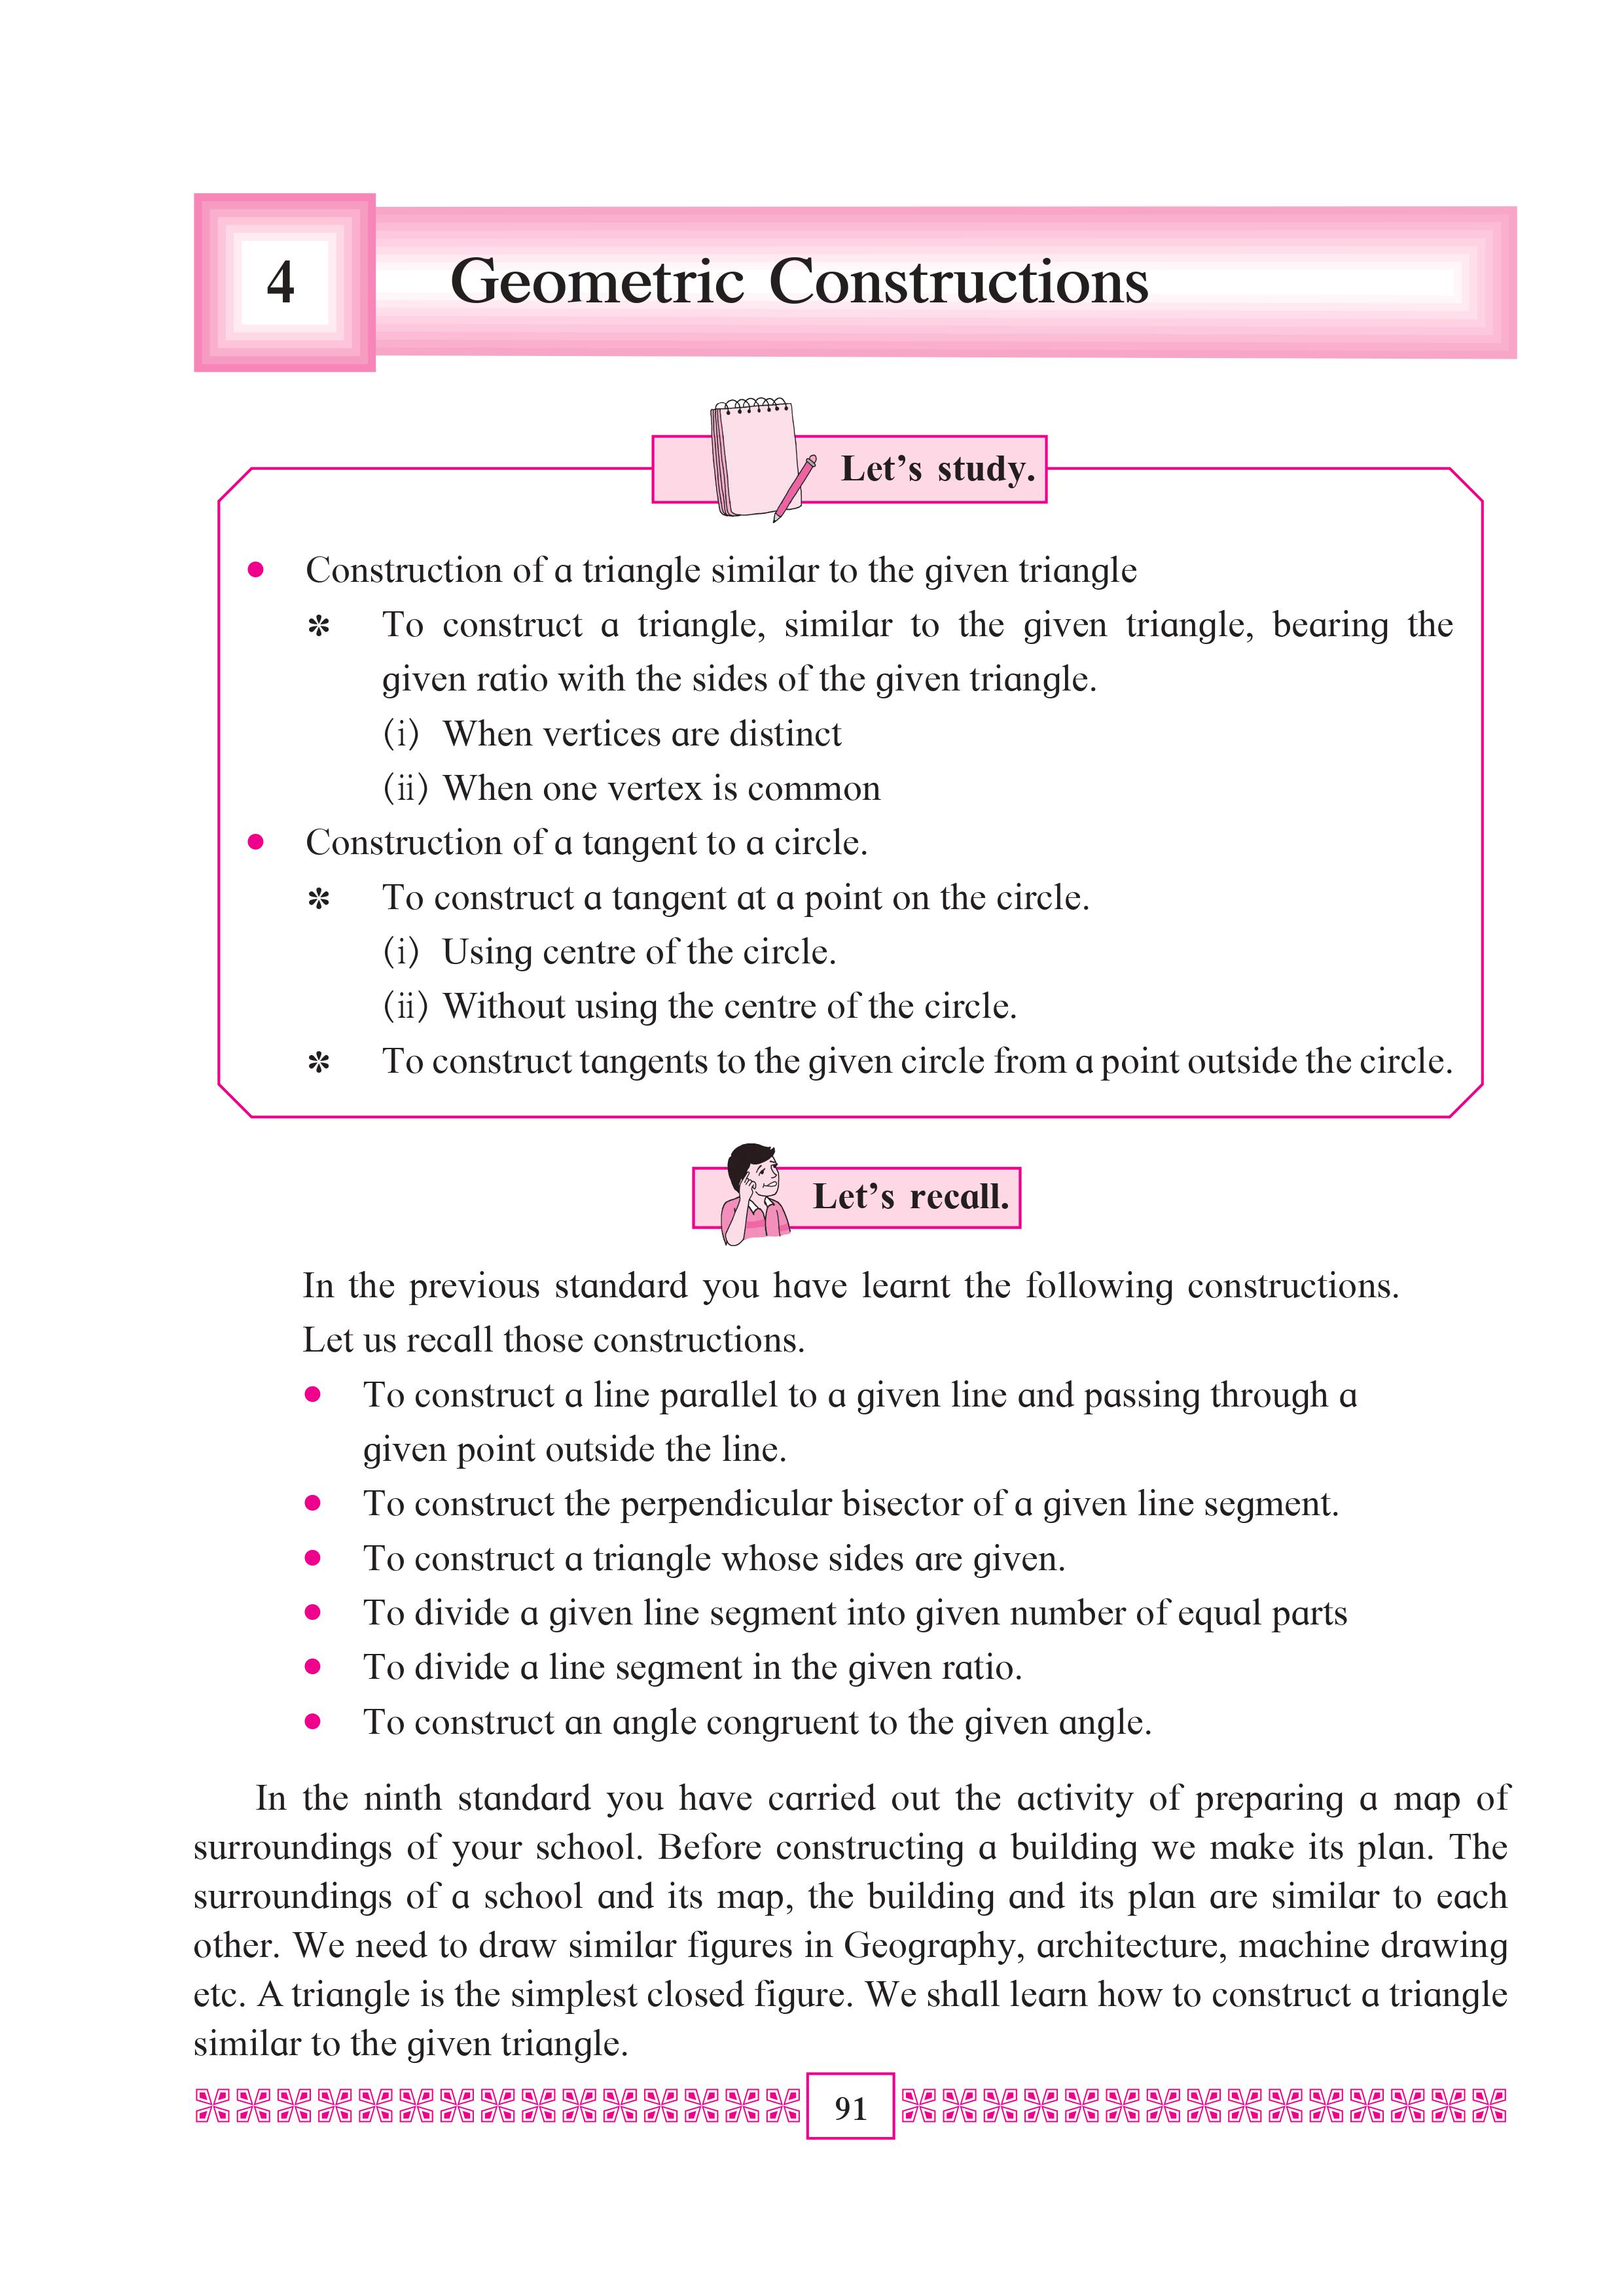 4
Geometric Constructions
Let’s study.
• Construction of a triangle similar to the given triangle
✽ To construct a triangle, similar to the given triangle, bearing the
given ratio with the sides of the given triangle.
(i) When vertices are distinct
(ii) When one vertex is common
• Construction of a tangent to a circle.
✽ To construct a tangent at a point on the circle.
(i) Using centre of the circle.
(ii) Without using the centre of the circle.
✽ To construct tangents to the given circle from a point outside the circle.
Let’s recall.
In the previous standard you have learnt the following constructions.
Let us recall those constructions.
• To construct a line parallel to a given line and passing through a
given point outside the line.
• To construct the perpendicular bisector of a given line segment.
• To construct a triangle whose sides are given.
• To divide a given line segment into given number of equal parts
• To divide a line segment in the given ratio.
• To construct an angle congruent to the given angle.
In the ninth standard you have carried out the activity of preparing a map of
surroundings of your school. Before constructing a building we make its plan. The
surroundings of a school and its map, the building and its plan are similar to each
other. We need to draw similar figures in Geography, architecture, machine drawing
etc. A triangle is the simplest closed figure. We shall learn how to construct a triangle
similar to the given triangle.
91